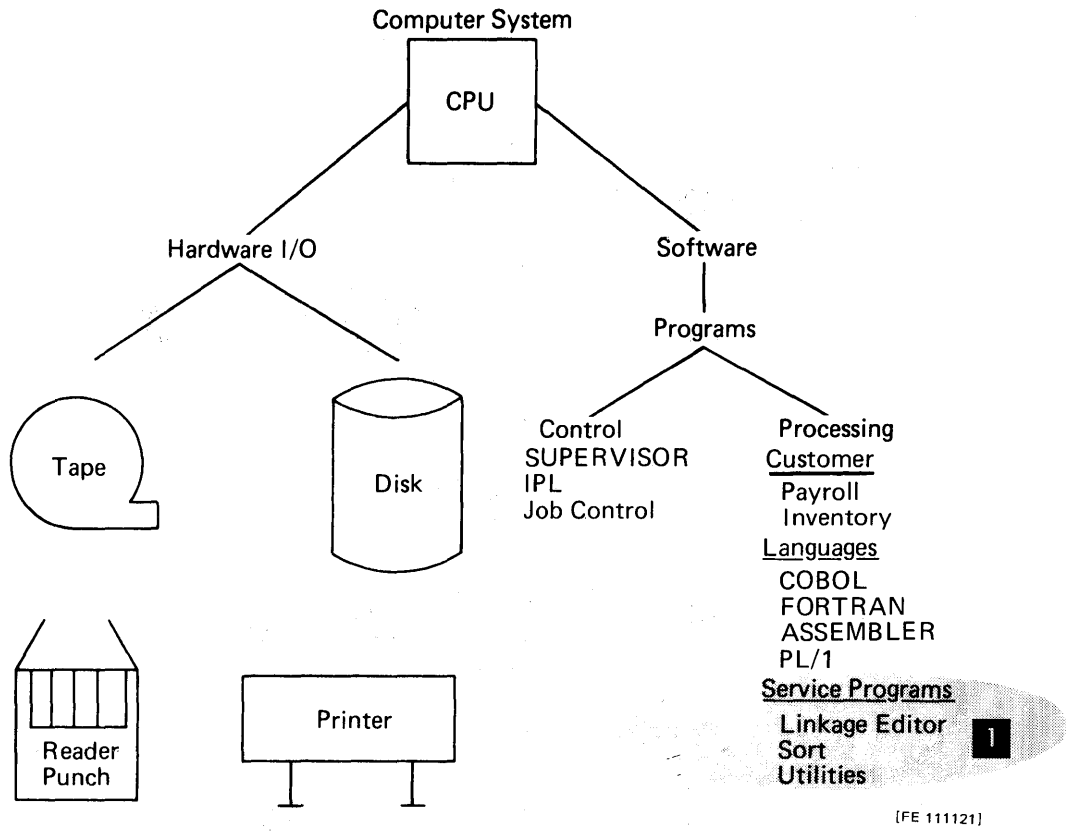 Computer System
CPU
Hardware I/O
Software
Programs
Tape
Disk
Control
SUPERVISOR
IPL
Job Control
Processing
Customer
Payroll
Inventory
Languages
COBOL
FORTRAN
ASSEMBLER
PL/1
Service Programs
Linkage Editor
Sort
Utilities
1
Reader
Punch
Printer
[FE 111121]